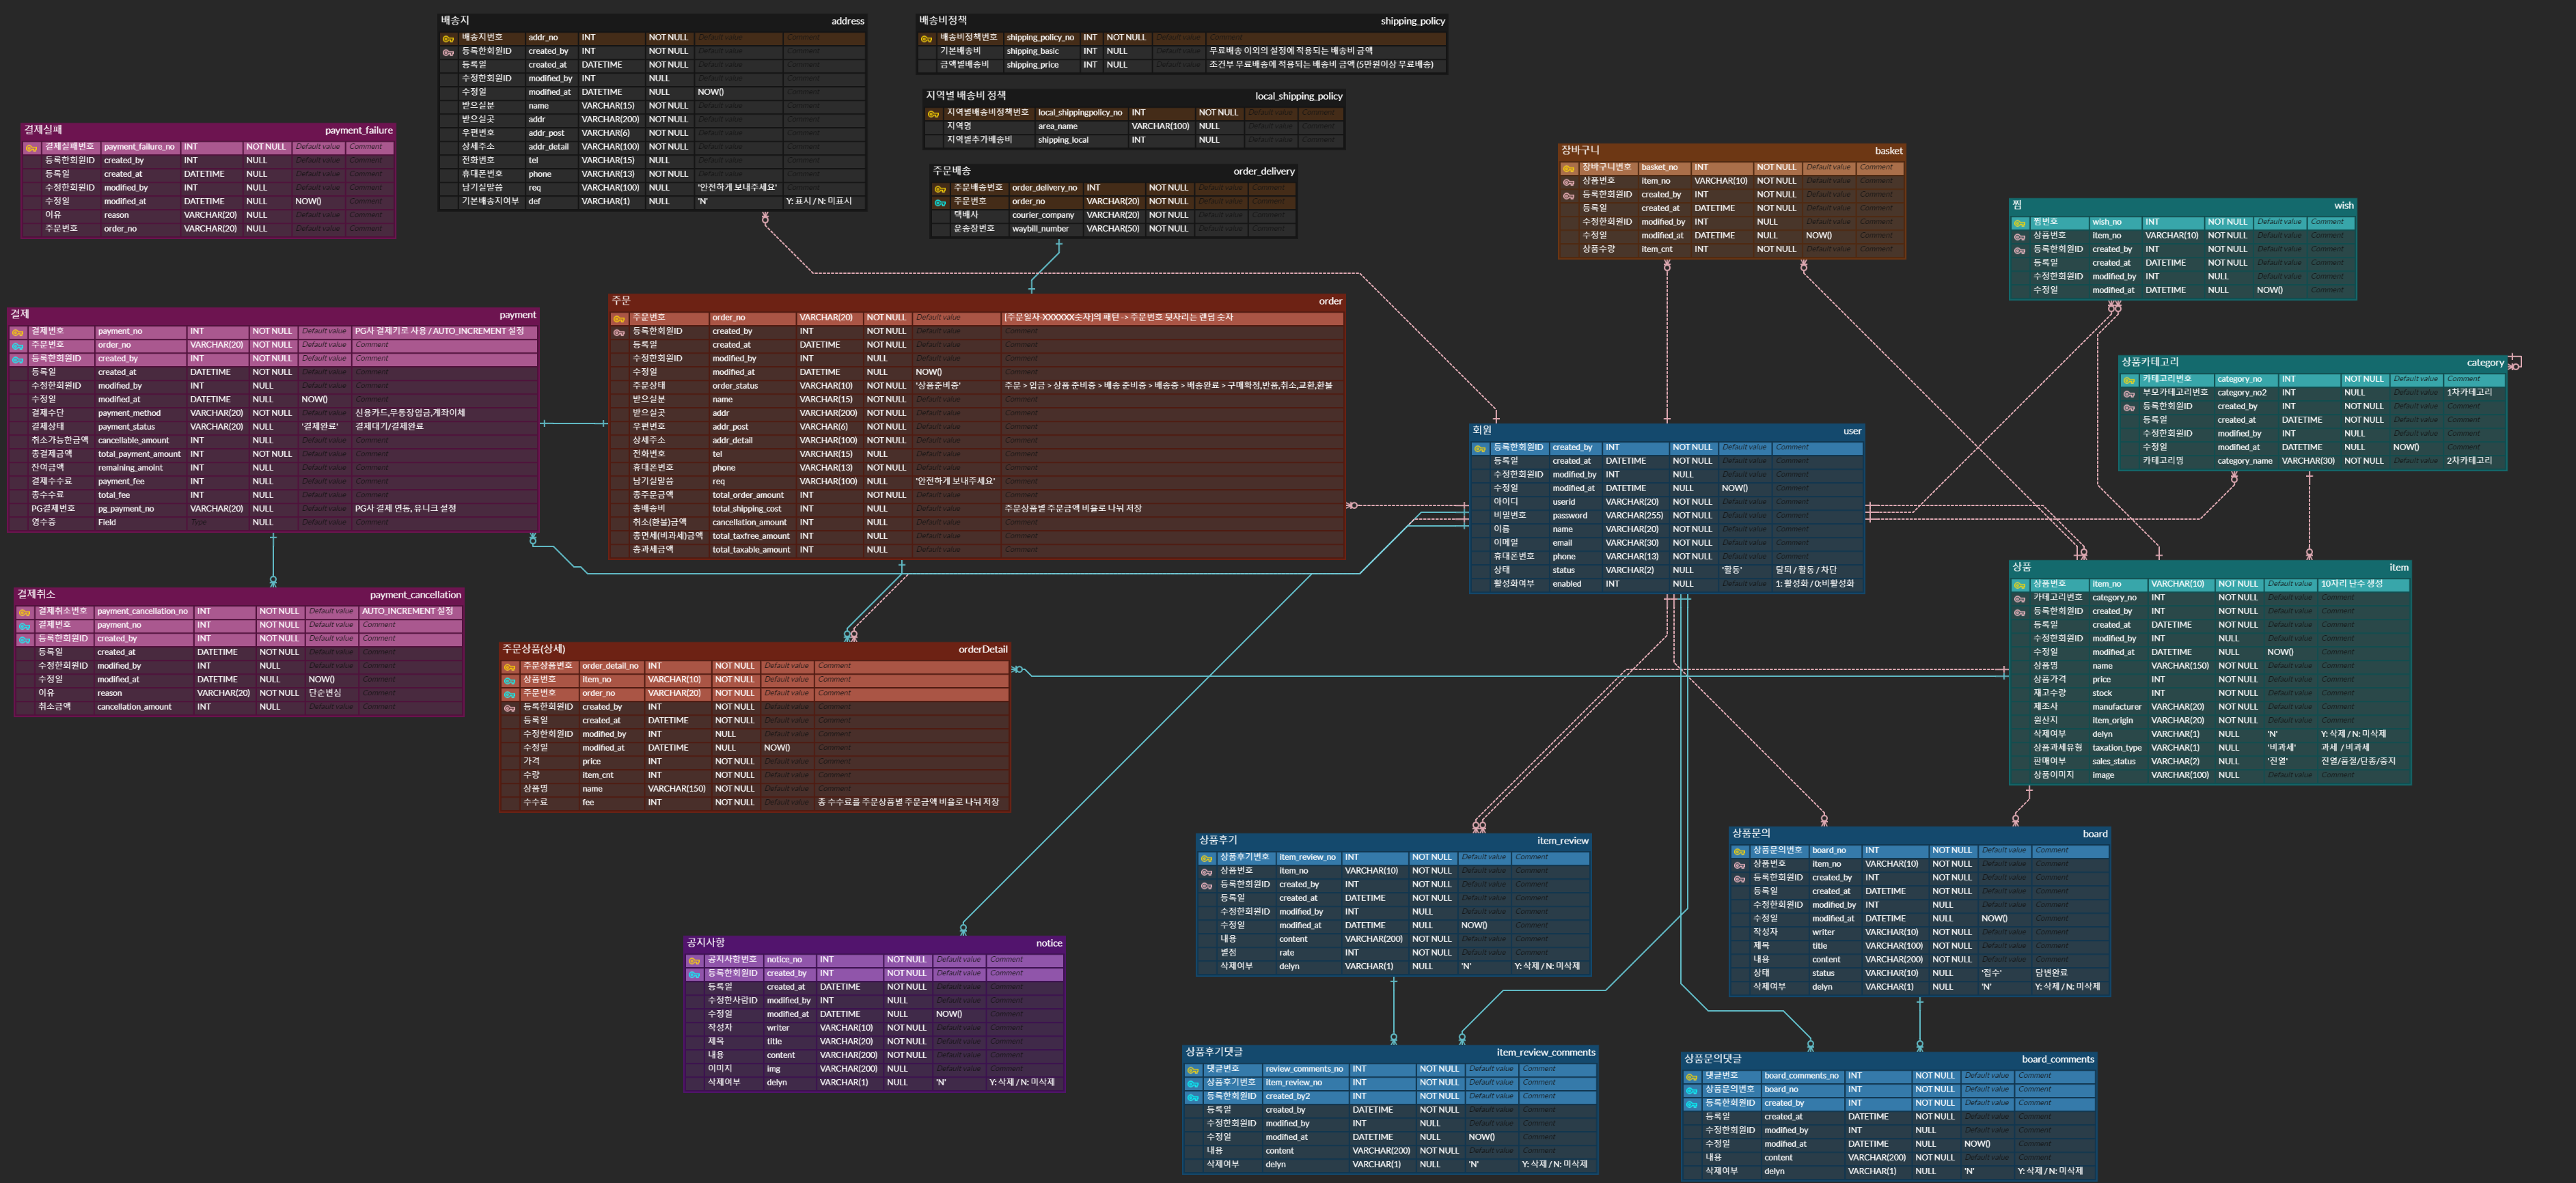 배송지 address
배송지번호 addr_no INT NOT NULL Default value Comment
등록한회원ID created_by INT NOT NULL Default value Comment
등록일 created_at DATETIME NOT NULL Default value Comment
수정한회원ID modified_by INT NULL Default value Comment
수정일 modified_at DATETIME NULL NOW() Comment
받으실분 name VARCHAR(15) NOT NULL Default value Comment
받으실곳 addr VARCHAR(200) NOT NULL Default value Comment
우편번호 addr_post VARCHAR(6) NOT NULL Default value Comment
상세주소 addr_detail VARCHAR(100) NOT NULL Default value Comment
전화번호 tel VARCHAR(15) NULL Default value Comment
휴대폰번호 phone VARCHAR(13) NOT NULL Default value Comment
남기실말씀 req VARCHAR(100) NULL '안전하게 보내주세요' Comment
기본배송지여부 def VARCHAR(1) NULL 'N' Y: 표시 / N: 미표시
배송비정책 shipping_policy
배송비정책번호 shipping_policy_no INT NOT NULL Default value Comment
기본배송비 shipping_basic INT NULL Default value 무료배송 이외의 설정에 적용되는 배송비 금액
금액별배송비 shipping_price INT NULL Default value 조건부 무료배송에 적용되는 배송비 금액 (5만원이상 무료배송)
지역별 배송비 정책 local_shipping_policy
지역별배송비정책번호 local_shippingpolicy_no INT NOT NULL Default value Comment
지역명 area_name VARCHAR(100) NULL Default value Comment
지역별추가배송비 shipping_local INT NULL Default value Comment
주문배송 order_delivery
주문배송번호 order_delivery_no INT NOT NULL Default value Comment
주문번호 order_no VARCHAR(20) NOT NULL Default value Comment
택배사 courier_company VARCHAR(20) NOT NULL Default value Comment
운송장번호 waybill_number VARCHAR(50) NOT NULL Default value Comment
결제실패 payment_failure
결제실패번호 payment_failure_no INT NOT NULL Default value Comment
등록한회원ID created_by INT NULL Default value Comment
등록일 created_at DATETIME NULL Default value Comment
수정한회원ID modified_by INT NULL Default value Comment
수정일 modified_at DATETIME NULL NOW() Comment
이유 reason VARCHAR(20) NULL Default value Comment
주문번호 order_no VARCHAR(20) NULL Default value Comment
장바구니 basket
장바구니번호 basket_no INT NOT NULL Default value Comment
상품번호 item_no VARCHAR(10) NOT NULL Default value Comment
등록한회원ID created_by INT NOT NULL Default value Comment
등록일 created_at DATETIME NOT NULL Default value Comment
수정한회원ID modified_by INT NULL Default value Comment
수정일 modified_at DATETIME NULL NOW() Comment
상품수량 item_cnt INT NOT NULL Default value Comment
찜 wish
찜번호 wish_no INT NOT NULL Default value Comment
상품번호 item_no VARCHAR(10) NOT NULL Default value Comment
등록한회원ID created_by INT NOT NULL Default value Comment
등록일 created_at DATETIME NOT NULL Default value Comment
수정한회원ID modified_by INT NULL Default value Comment
수정일 modified_at DATETIME NULL NOW() Comment
결제 payment
결제번호 payment_no INT NOT NULL Default value PG사 결제키로 사용 / AUTO_INCREMENT 설정
주문번호 order_no VARCHAR(20) NOT NULL Default value Comment
등록한회원ID created_by INT NOT NULL Default value Comment
등록일 created_at DATETIME NOT NULL Default value Comment
수정한회원ID modified_by INT NULL Default value Comment
수정일 modified_at DATETIME NULL NOW() Comment
결제수단 payment_method VARCHAR(20) NOT NULL Default value 신용카드,무통장입금,계좌이체
결제상태 payment_status VARCHAR(20) NULL '결제완료' 결제대기/결제완료
취소가능한금액 cancellable_amount INT NULL Default value Comment
총결제금액 total_payment_amount INT NOT NULL Default value Comment
잔여금액 remaining_amoint INT NULL Default value Comment
결제수수료 payment_fee INT NULL Default value Comment
총수수료 total_fee INT NULL Default value Comment
PG결제번호 pg_payment_no VARCHAR(20) NULL Default value PG사 결제 연동, 유니크 설정
영수증 Field Type NULL Default value Comment
주문 order
주문번호 order_no VARCHAR(20) NOT NULL Default value [주문일자-XXXXXX(숫자)]의 패턴 -> 주문번호 뒷자리는 랜덤 숫자
등록한회원ID created_by INT NOT NULL Default value Comment
등록일 created_at DATETIME NOT NULL Default value Comment
수정한회원ID modified_by INT NULL Default value Comment
수정일 modified_at DATETIME NULL NOW() Comment
주문상태 order_status VARCHAR(10) NOT NULL '상품준비중' 주문 > 입금 > 상품 준비중 > 배송 준비중 > 배송중 > 배송완료 > 구매확정,반품,취소,교환,환불
받으실분 name VARCHAR(15) NOT NULL Default value Comment
받으실곳 addr VARCHAR(200) NOT NULL Default value Comment
우편번호 addr_post VARCHAR(6) NOT NULL Default value Comment
상세주소 addr_detail VARCHAR(100) NOT NULL Default value Comment
전화번호 tel VARCHAR(15) NULL Default value Comment
휴대폰번호 phone VARCHAR(13) NOT NULL Default value Comment
남기실말씀 req VARCHAR(100) NULL '안전하게 보내주세요' Comment
총주문금액 total_order_amount INT NOT NULL Default value Comment
총배송비 total_shipping_cost INT NULL Default value 주문상품별 주문금액 비율로 나눠 저장
취소(환불)금액 cancellation_amount INT NULL Default value Comment
총면세(비과세)금액 total_taxfree_amount INT NULL Default value Comment
총과세금액 total_taxable_amount INT NULL Default value Comment
상품카테고리 category
카테고리번호 category_no INT NOT NULL Default value Comment
부모카테고리번호 category_no2 INT NULL Default value 1차카테고리
등록한회원ID created_by INT NOT NULL Default value Comment
등록일 created_at DATETIME NOT NULL Default value Comment
수정한회원ID modified_by INT NULL Default value Comment
수정일 modified_at DATETIME NULL NOW() Comment
카테고리명 category_name VARCHAR(30) NOT NULL Default value 2차카테고리
회원 user
등록한회원ID created_by INT NOT NULL Default value Comment
등록일 created_at DATETIME NOT NULL Default value Comment
수정한회원ID modified_by INT NULL Default value Comment
수정일 modified_at DATETIME NULL NOW() Comment
아이디 userid VARCHAR(20) NOT NULL Default value Comment
비밀번호 password VARCHAR(255) NOT NULL Default value Comment
이름 name VARCHAR(20) NOT NULL Default value Comment
이메일 email VARCHAR(30) NOT NULL Default value Comment
휴대폰번호 phone VARCHAR(13) NOT NULL Default value Comment
상태 status VARCHAR(2) NULL '활동' 탈퇴 / 활동 / 차단
활성화여부 enabled INT NULL Default value 1: 활성화 / 0:비활성화
상품 item
상품번호 item_no VARCHAR(10) NOT NULL Default value 10자리 난수 생성
카테고리번호 category_no INT NOT NULL Default value Comment
등록한회원ID created_by INT NOT NULL Default value Comment
등록일 created_at DATETIME NOT NULL Default value Comment
수정한회원ID modified_by INT NULL Default value Comment
수정일 modified_at DATETIME NULL NOW() Comment
상품명 name VARCHAR(150) NOT NULL Default value Comment
상품가격 price INT NOT NULL Default value Comment
재고수량 stock INT NOT NULL Default value Comment
제조사 manufacturer VARCHAR(20) NOT NULL Default value Comment
원산지 item_origin VARCHAR(20) NOT NULL Default value Comment
삭제여부 delyn VARCHAR(1) NULL 'N' Y: 삭제 / N: 미삭제
상품과세유형 taxation_type VARCHAR(1) NULL '비과세' 과세 / 비과세
판매여부 sales_status VARCHAR(2) NULL '진열' 진열/품절/단종/중지
상품이미지 image VARCHAR(100) NULL Default value Comment
결제취소 payment_cancellation
결제취소번호 payment_cancellation_no INT NOT NULL Default value AUTO_INCREMENT 설정
결제번호 payment_no INT NOT NULL Default value Comment
등록한회원ID created_by INT NOT NULL Default value Comment
등록일 created_at DATETIME NOT NULL Default value Comment
수정한회원ID modified_by INT NULL Default value Comment
수정일 modified_at DATETIME NULL NOW() Comment
이유 reason VARCHAR(20) NOT NULL 단순변심 Comment
취소금액 cancellation_amount INT NULL Default value Comment
주문상품(상세) orderDetail
주문상품번호 order_detail_no INT NOT NULL Default value Comment
상품번호 item_no VARCHAR(10) NOT NULL Default value Comment
주문번호 order_no VARCHAR(20) NOT NULL Default value Comment
등록한회원ID created_by INT NOT NULL Default value Comment
등록일 created_at DATETIME NOT NULL Default value Comment
수정한회원ID modified_by INT NULL Default value Comment
수정일 modified_at DATETIME NULL NOW() Comment
가격 price INT NOT NULL Default value Comment
수량 item_cnt INT NOT NULL Default value Comment
상품명 name VARCHAR(150) NOT NULL Default value Comment
수수료 fee INT NOT NULL Default value 총 수수료를 주문상품별 주문금액 비율로 나눠 저장
상품후기 item_review
상품후기번호 item_review_no INT NOT NULL Default value Comment
상품번호 item_no VARCHAR(10) NOT NULL Default value Comment
등록한회원ID created_by INT NOT NULL Default value Comment
등록일 created_at DATETIME NOT NULL Default value Comment
수정한회원ID modified_by INT NULL Default value Comment
수정일 modified_at DATETIME NULL NOW() Comment
내용 content VARCHAR(200) NOT NULL Default value Comment
별점 rate INT NOT NULL Default value Comment
삭제여부 delyn VARCHAR(1) NULL 'N' Y: 삭제 / N: 미삭제
상품문의 board
상품문의번호 board_no INT NOT NULL Default value Comment
상품번호 item_no VARCHAR(10) NOT NULL Default value Comment
등록한회원ID created_by INT NOT NULL Default value Comment
등록일 created_at DATETIME NOT NULL Default value Comment
수정한회원ID modified_by INT NULL Default value Comment
수정일 modified_at DATETIME NULL NOW() Comment
작성자 writer VARCHAR(10) NOT NULL Default value Comment
제목 title VARCHAR(100) NOT NULL Default value Comment
내용 content VARCHAR(200) NOT NULL Default value Comment
상태 status VARCHAR(10) NULL '접수' 답변완료
삭제여부 delyn VARCHAR(1) NULL 'N' Y: 삭제 / N: 미삭제
공지사항 notice
공지사항번호 notice_no INT NOT NULL Default value Comment
등록한회원ID created_by INT NOT NULL Default value Comment
등록일 created_at DATETIME NOT NULL Default value Comment
수정한사람ID modified_by INT NULL Default value Comment
수정일 modified_at DATETIME NULL NOW() Comment
작성자 writer VARCHAR(10) NOT NULL Default value Comment
제목 title VARCHAR(20) NOT NULL Default value Comment
내용 content VARCHAR(200) NOT NULL Default value Comment
이미지 img VARCHAR(200) NULL Default value Comment
삭제여부 delyn VARCHAR(1) NULL 'N' Y: 삭제 / N: 미삭제
상품후기댓글 item_review_comments
댓글번호 review_comments_no INT NOT NULL Default value Comment
상품후기번호 item_review_no INT NOT NULL Default value Comment
등록한회원ID created_by2 INT NOT NULL Default value Comment
등록일 created_by DATETIME NOT NULL Default value Comment
수정한회원ID modified_by INT NULL Default value Comment
수정일 modified_at DATETIME NULL NOW() Comment
내용 content VARCHAR(200) NOT NULL Default value Comment
삭제여부 delyn VARCHAR(1) NULL 'N' Y: 삭제 / N: 미삭제
상품문의댓글 board_comments
댓글번호 board_comments_no INT NOT NULL Default value Comment
상품문의번호 board_no INT NOT NULL Default value Comment
등록한회원ID created_by INT NOT NULL Default value Comment
등록일 created_at DATETIME NOT NULL Default value Comment
수정한회원ID modified_by INT NULL Default value Comment
수정일 modified_at DATETIME NULL NOW() Comment
내용 content VARCHAR(200) NOT NULL Default value Comment
삭제여부 delyn VARCHAR(1) NULL 'N' Y: 삭제 / N: 미삭제